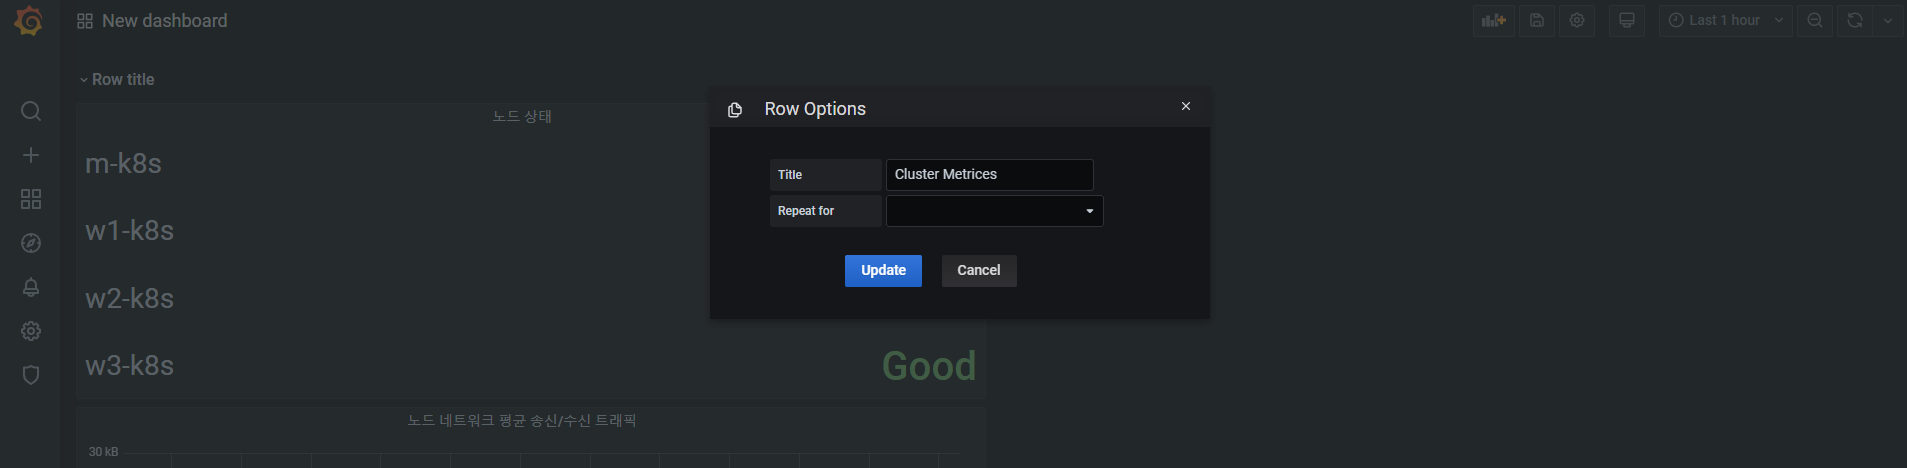 New dashboard
Last 1 hour
Row title
노드 상태
m-k8s
w1-k8s
w2-k8s
w3-k8s
Good
노드 네트워크 평균 송신/수신 트래픽
30 kB
Row Options
Title
Cluster Metrices
Repeat for
Update
Cancel